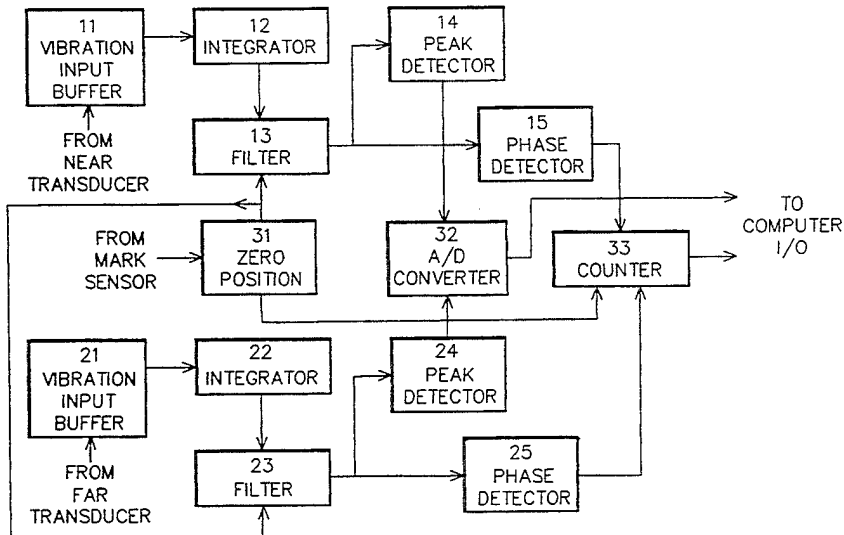 11
VIBRATION
INPUT
BUFFER
12
INTEGRATOR
14
PEAK
DETECTOR
FROM
NEAR
TRANSDUCER
13
FILTER
15
PHASE
DETECTOR
FROM
MARK
SENSOR
31
ZERO
POSITION
32
A/D
CONVERTER
33
COUNTER
TO
COMPUTER
I/O
21
VIBRATION
INPUT
BUFFER
22
INTEGRATOR
24
PEAK
DETECTOR
FROM
FAR
TRANSDUCER
23
FILTER
25
PHASE
DETECTOR